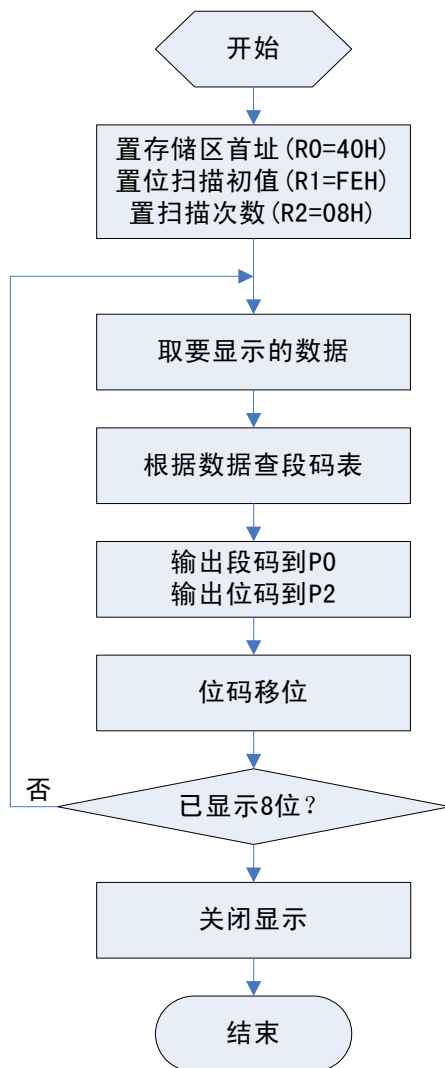 开始
置存储区首址(R0=40H)
置位扫描初值(R1=FEH)
置扫描次数(R2=08H)
取要显示的数据
根据数据查段码表
输出段码到P0
输出位码到P2
位码移位
否
已显示8位？
关闭显示
结束